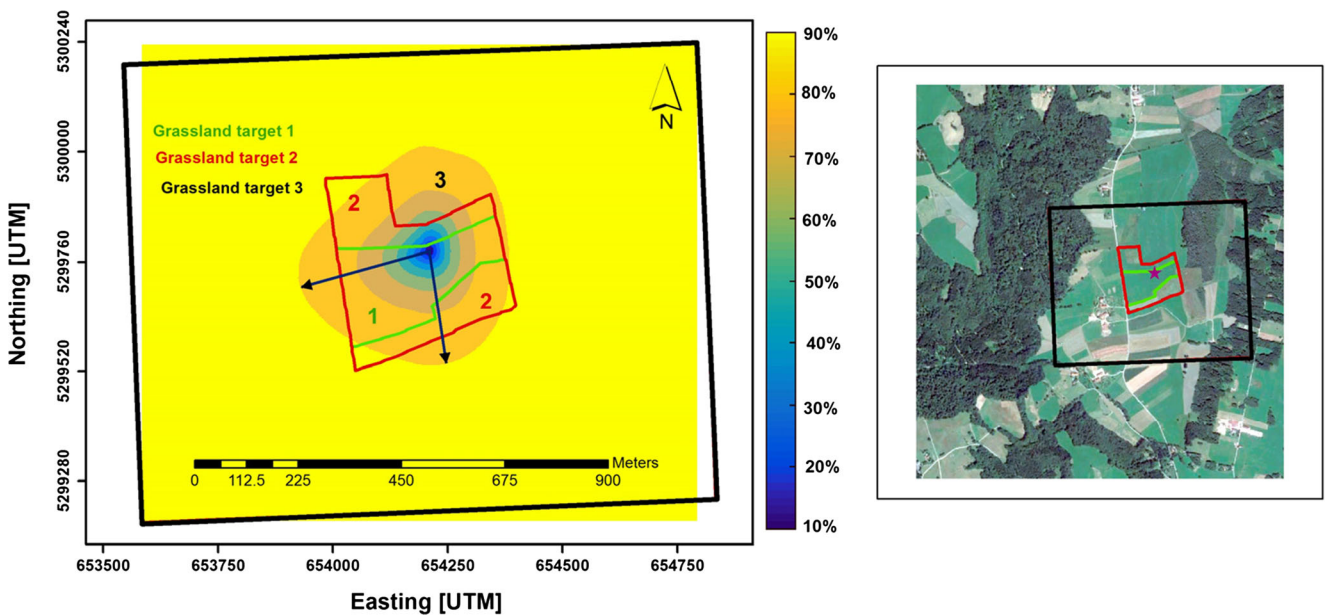 5300240
5300000
5299760
5299520
5299280
Northing [UTM]
Grassland target 1
Grassland target 2
Grassland target 3
N
2
3
1
2
Meters
0 112.5 225 450 675 900
653500 653750 654000 654250 654500 654750
Easting [UTM]
90%
80%
70%
60%
50%
40%
30%
20%
10%